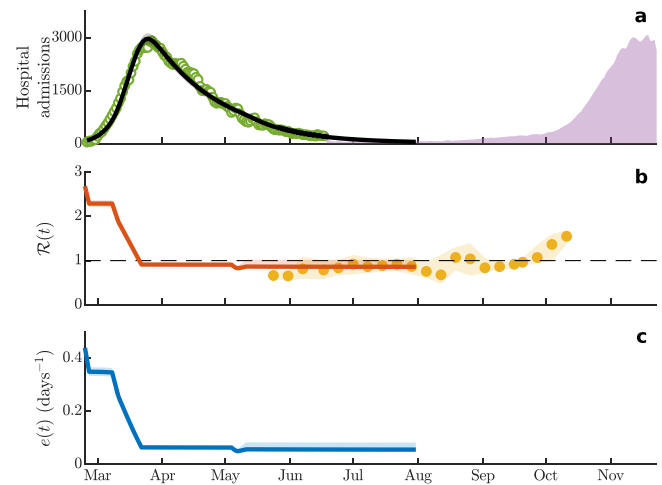 a
Hospital
admissions
3000
1500
0
b
R(t)
3
2
1
0
c
e(t) (days⁻¹)
0.4
0.2
0
Mar Apr May Jun Jul Aug Sep Oct Nov